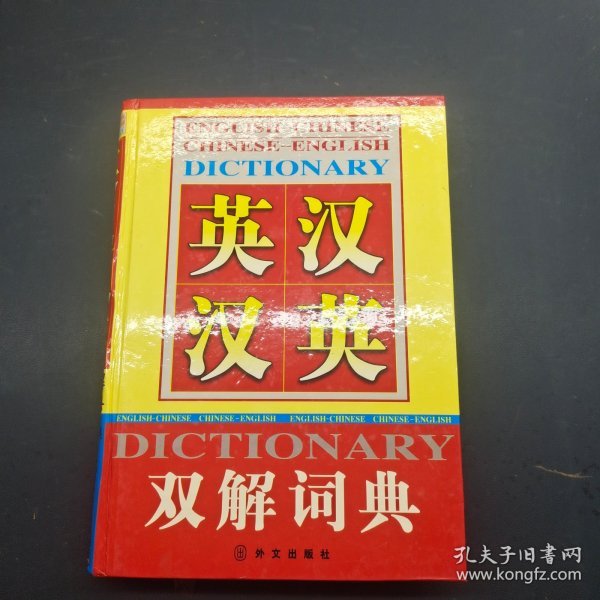 ENGLISH-CHINESE
CHINESE-ENGLISH
DICTIONARY
英汉
汉英
ENGLISH-CHINESE CHINESE-ENGLISH ENGLISH-CHINESE CHINESE-ENGLISH
DICTIONARY
双解词典
外文出版社
孔夫子旧书网
www.kongfz.com